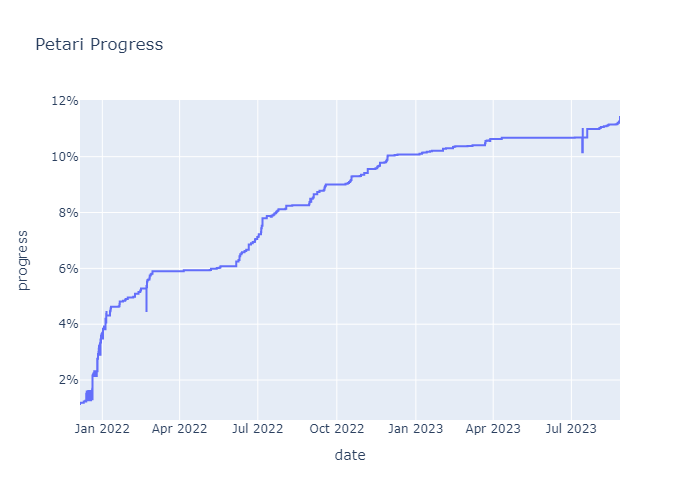 Petari Progress
12%
10%
8%
6%
4%
2%
progress
Jan 2022 Apr 2022 Jul 2022 Oct 2022 Jan 2023 Apr 2023 Jul 2023
date